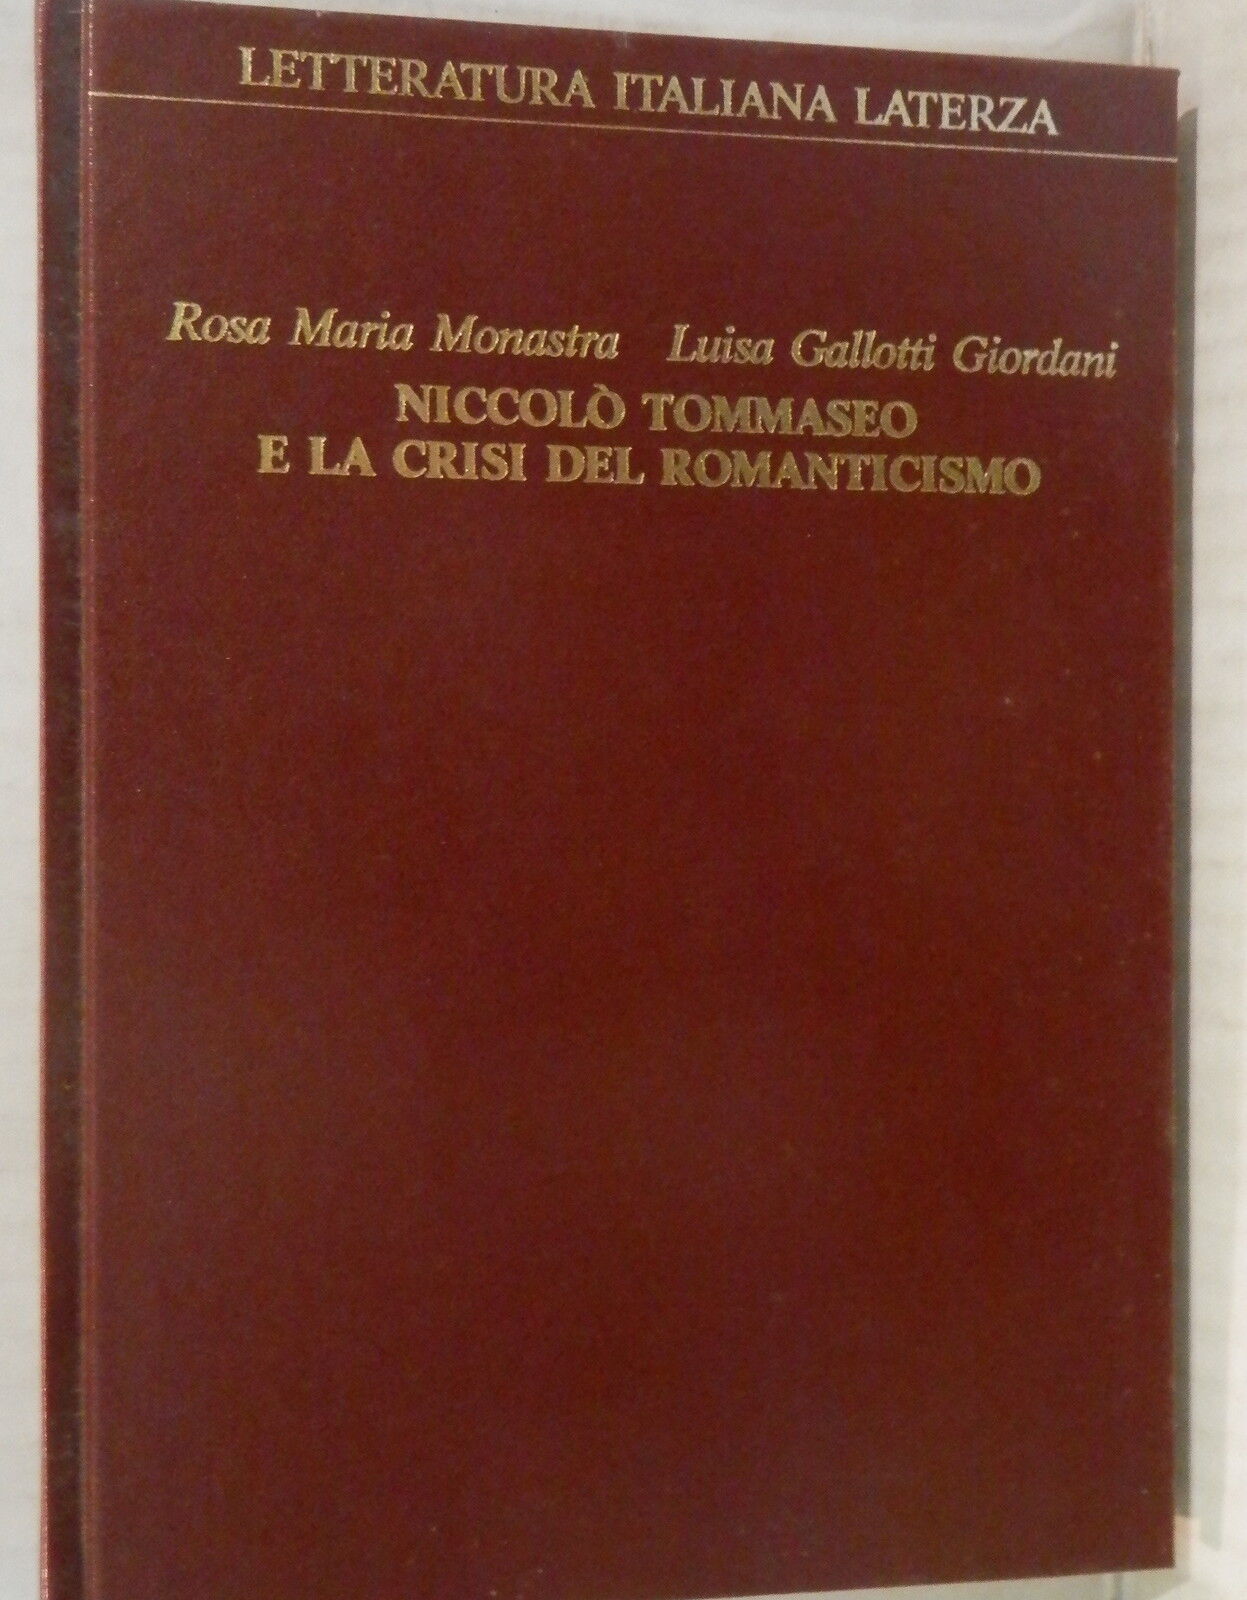 LETTERATURA ITALIANA LATERZA
Rosa Maria Monastra Luisa Gallotti Giordani
NICCOLÒ TOMMASEO
E LA CRISI DEL ROMANTICISMO